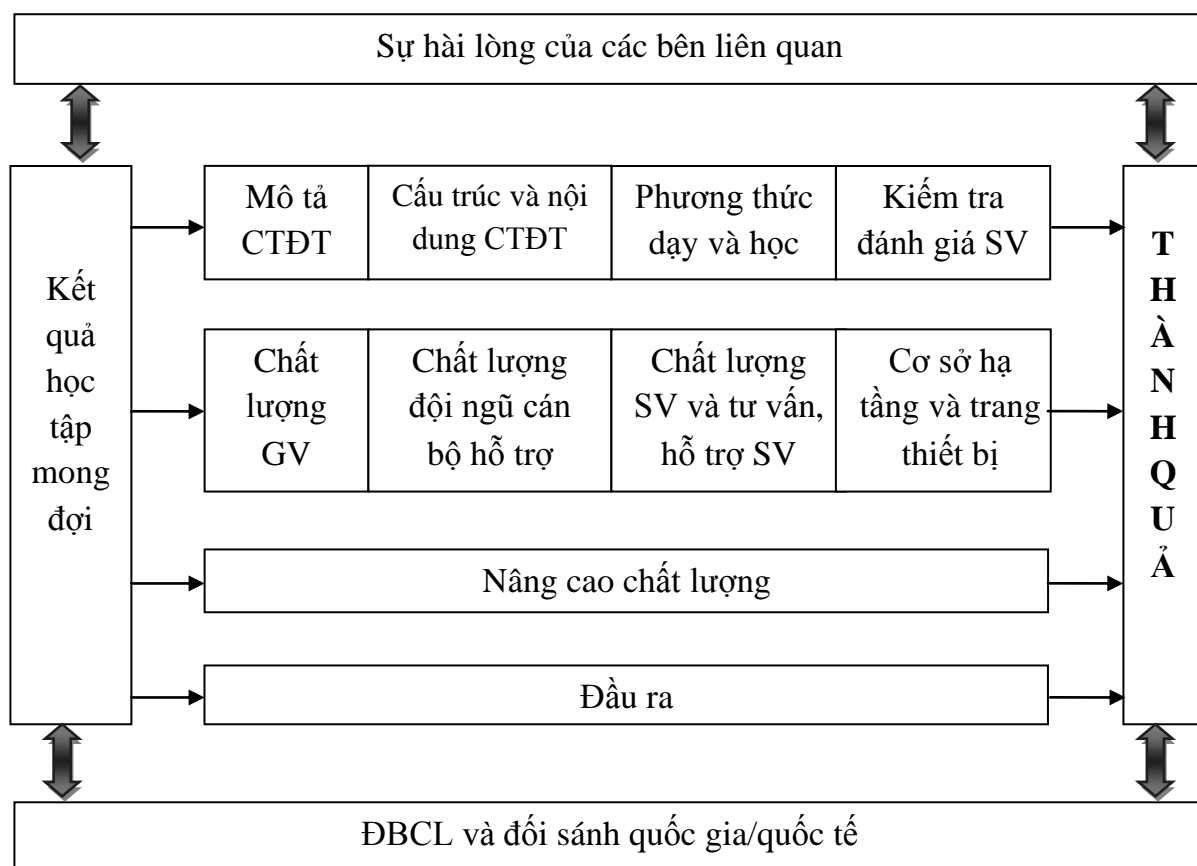 Sự hài lòng của các bên liên quan
Kết
quả
học
tập
mong
đợi
Mô tả
CTĐT
Cấu trúc và nội
dung CTĐT
Phương thức
dạy và học
Kiếm tra
đánh giá SV
Chất
lượng
GV
Chất lượng
đội ngũ cán
bộ hỗ trợ
Chất lượng
SV và tư vấn,
hỗ trợ SV
Cơ sở hạ
tầng và trang
thiết bị
Nâng cao chất lượng
Đầu ra
T
H
À
N
H
Q
U
Ả
ĐBCL và đối sánh quốc gia/quốc tế